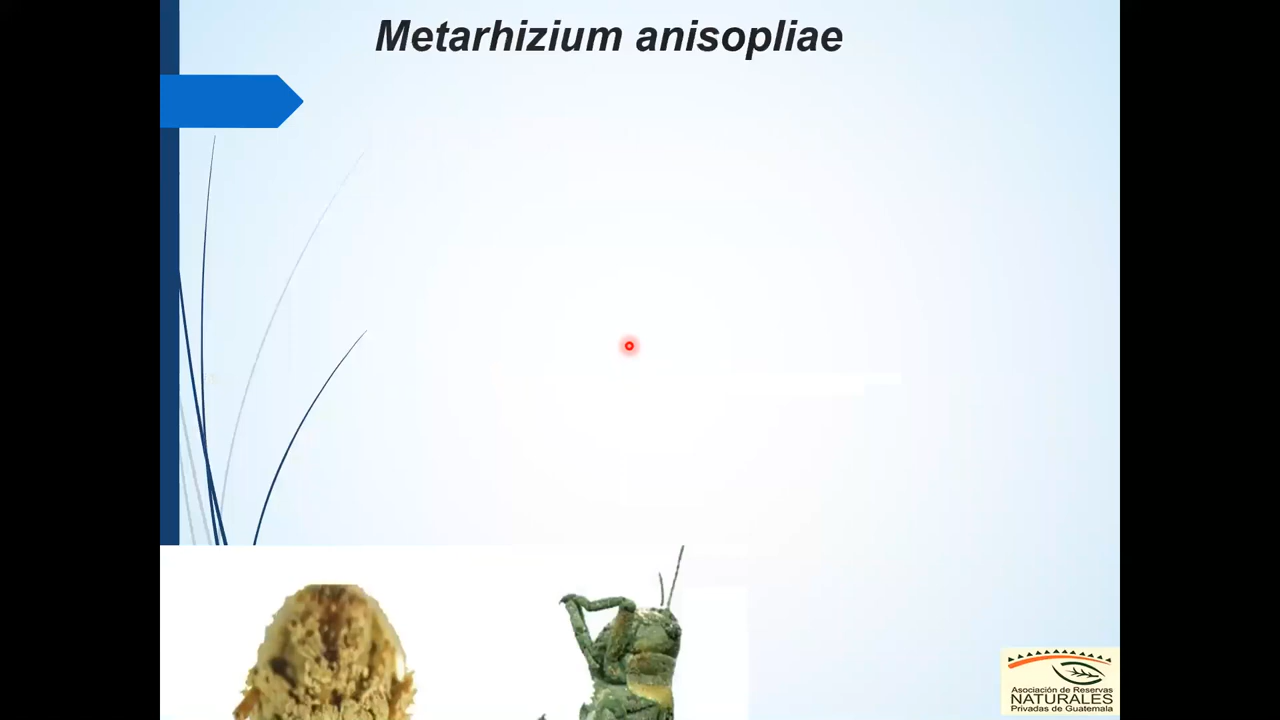 Metarhizium anisopliae
Asociación de Reservas
NATURALES
Privadas de Guatemala